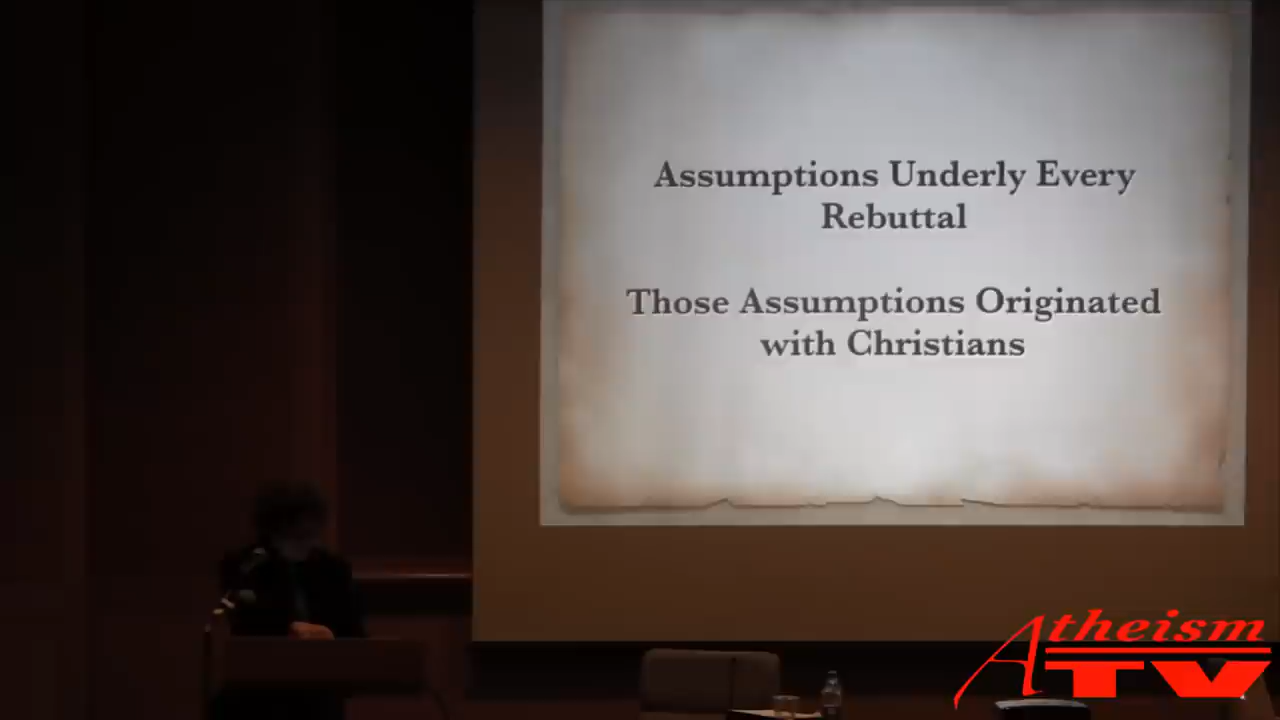 Assumptions Underly Every
Rebuttal
Those Assumptions Originated
with Christians
Atheism
TV